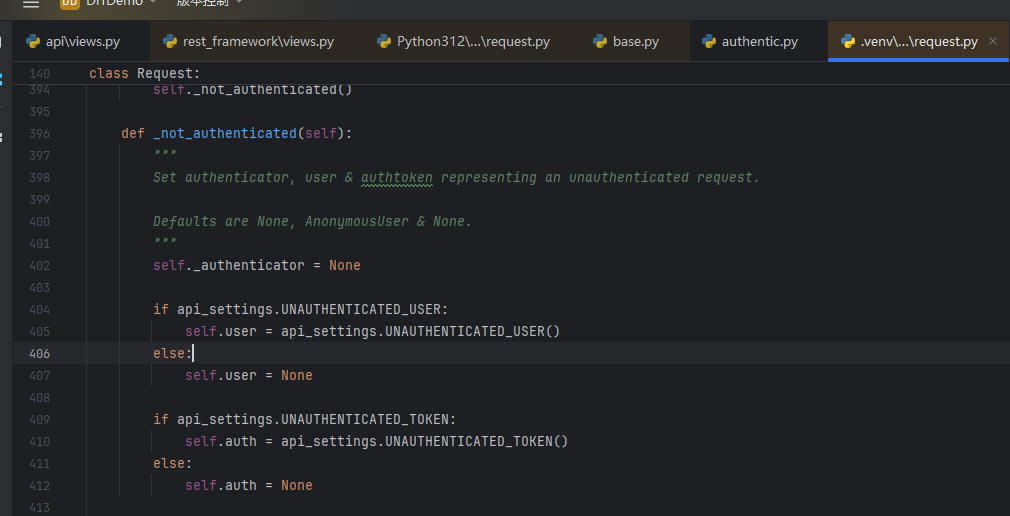 DD DrfDemo 版本控制
api\views.py rest_framework\views.py Python312\...\request.py base.py authentic.py .venv\...\request.py
140 class Request:
394 self._not_authenticated()
395
396 def _not_authenticated(self):
397 """
398 Set authenticator, user & authtoken representing an unauthenticated request.
399
400 Defaults are None, AnonymousUser & None.
401 """
402 self._authenticator = None
403
404 if api_settings.UNAUTHENTICATED_USER:
405 self.user = api_settings.UNAUTHENTICATED_USER()
406 else:
407 self.user = None
408
409 if api_settings.UNAUTHENTICATED_TOKEN:
410 self.auth = api_settings.UNAUTHENTICATED_TOKEN()
411 else:
412 self.auth = None
413